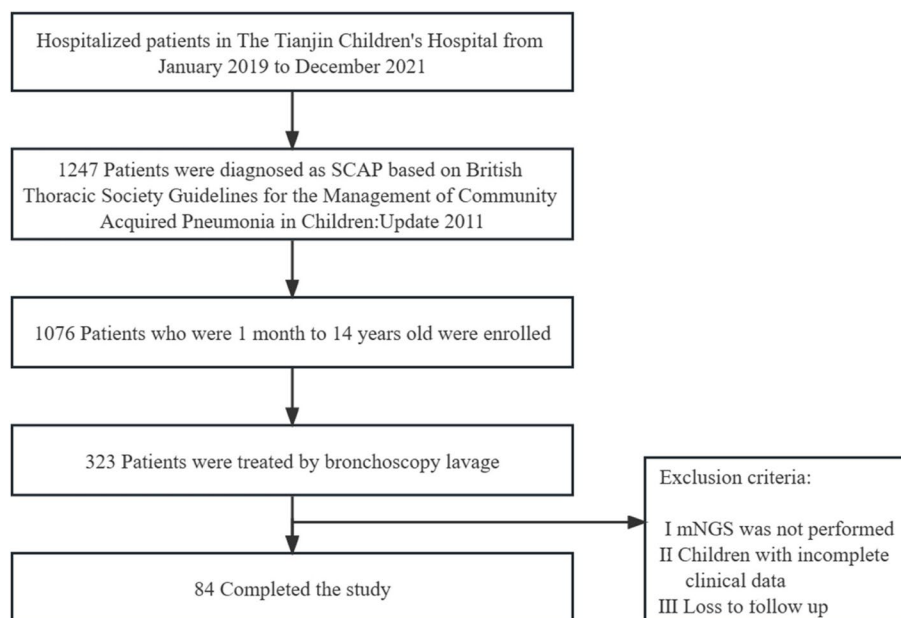 Hospitalized patients in The Tianjin Children's Hospital from
January 2019 to December 2021
1247 Patients were diagnosed as SCAP based on British
Thoracic Society Guidelines for the Management of Community
Acquired Pneumonia in Children:Update 2011
1076 Patients who were 1 month to 14 years old were enrolled
323 Patients were treated by bronchoscopy lavage
Exclusion criteria:
I mNGS was not performed
II Children with incomplete
clinical data
III Loss to follow up
84 Completed the study